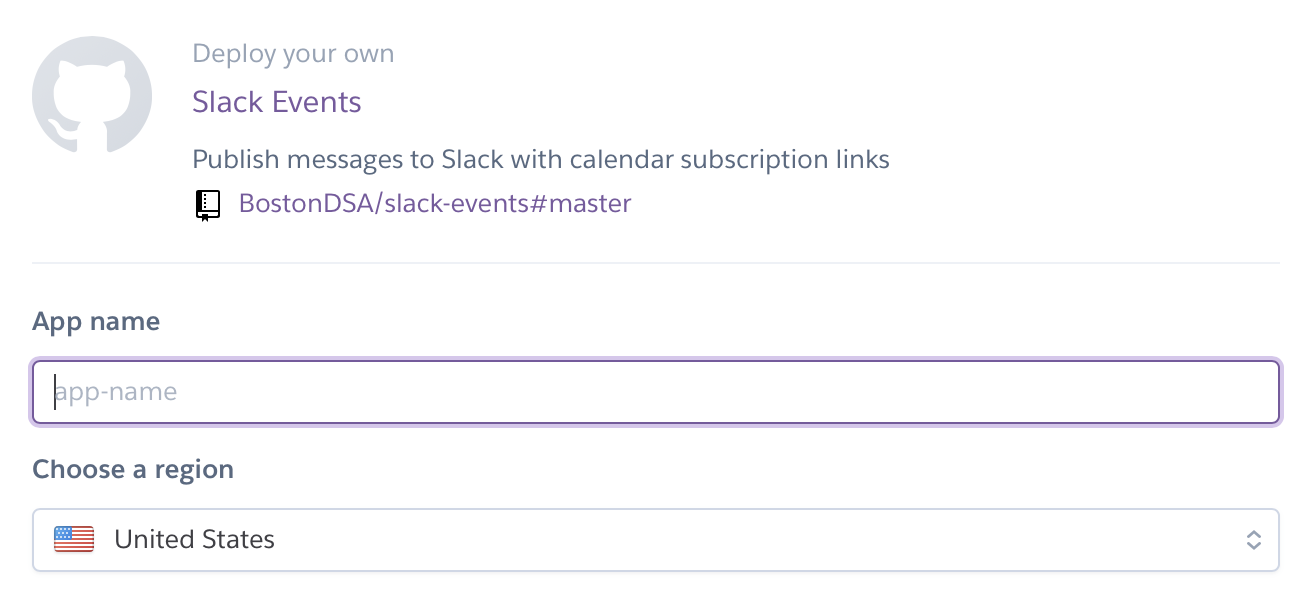 Deploy your own
Slack Events
Publish messages to Slack with calendar subscription links
BostonDSA/slack-events#master
App name
app-name
Choose a region
United States